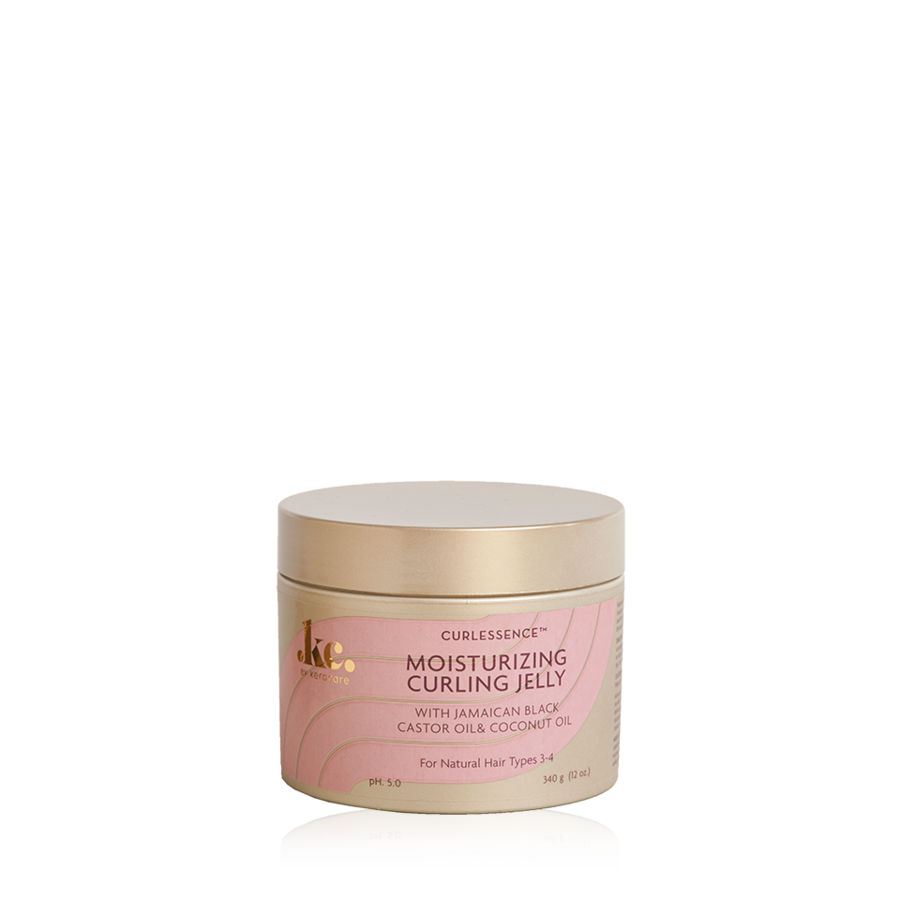 .kc.
by keracare
CURLESSENCE™
MOISTURIZING
CURLING JELLY
WITH JAMAICAN BLACK
CASTOR OIL& COCONUT OIL
For Natural Hair Types 3-4
pH. 5.0
340 g (12 oz.)